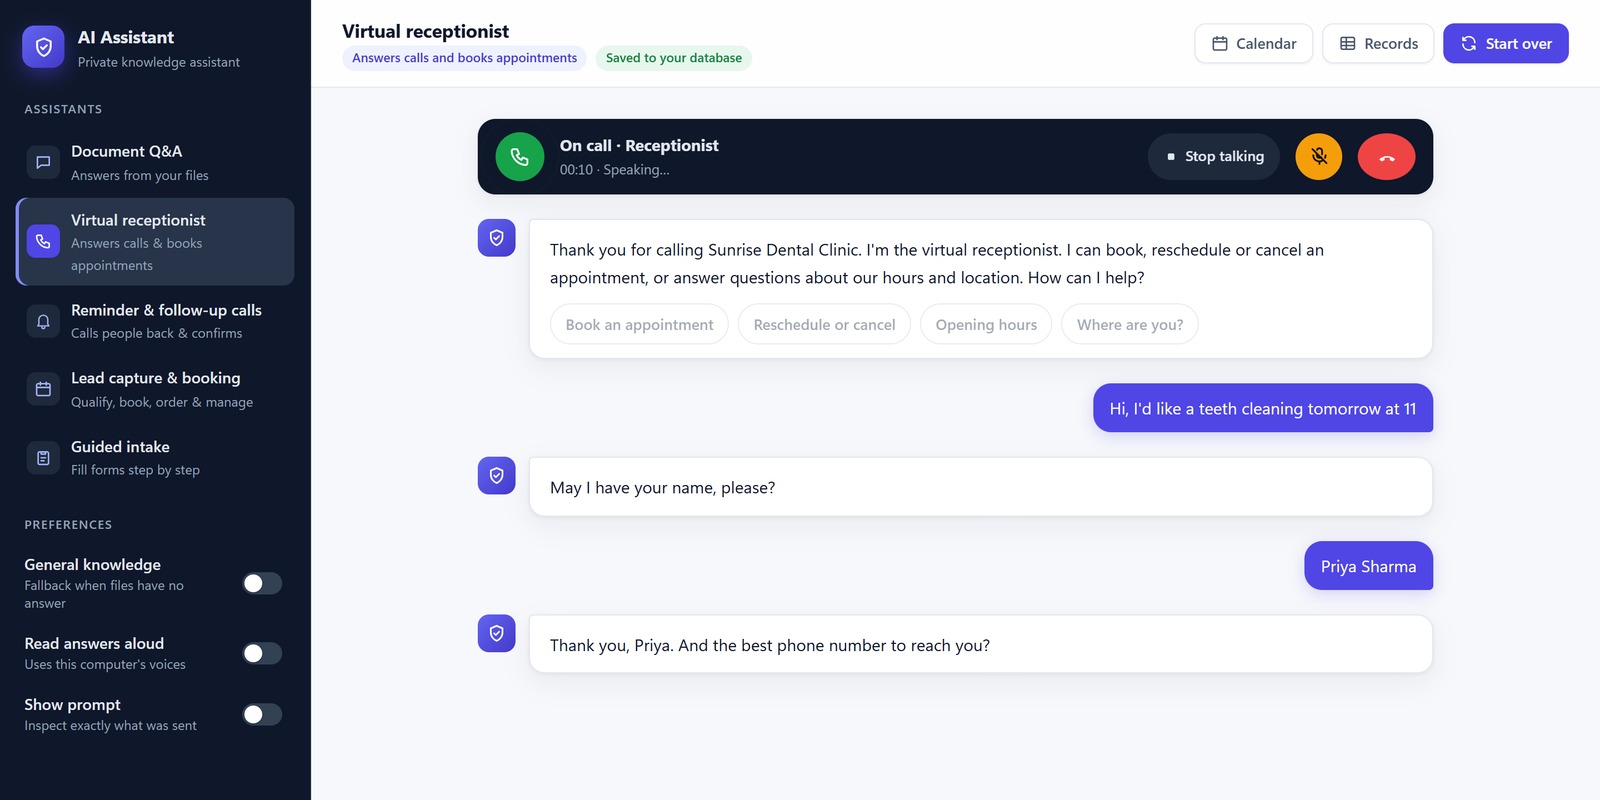 AI Assistant
Private knowledge assistant
ASSISTANTS
Document Q&A
Answers from your files
Virtual receptionist
Answers calls & books
appointments
Reminder & follow-up calls
Calls people back & confirms
Lead capture & booking
Qualify, book, order & manage
Guided intake
Fill forms step by step
PREFERENCES
General knowledge
Fallback when files have no
answer
Read answers aloud
Uses this computer's voices
Show prompt
Inspect exactly what was sent
Virtual receptionist
Answers calls and books appointments
Saved to your database
Calendar
Records
Start over
On call · Receptionist
00:10 · Speaking...
Stop talking
Thank you for calling Sunrise Dental Clinic. I'm the virtual receptionist. I can book, reschedule or cancel an
appointment, or answer questions about our hours and location. How can I help?
Book an appointment
Reschedule or cancel
Opening hours
Where are you?
Hi, I'd like a teeth cleaning tomorrow at 11
May I have your name, please?
Priya Sharma
Thank you, Priya. And the best phone number to reach you?